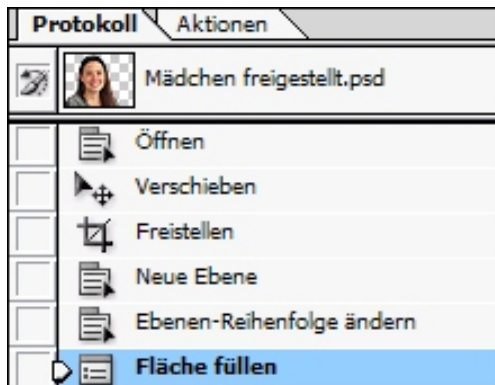 Protokoll Aktionen
Mädchen freigestellt.psd
Öffnen
Verschieben
Freistellen
Neue Ebene
Ebenen-Reihenfolge ändern
Fläche füllen